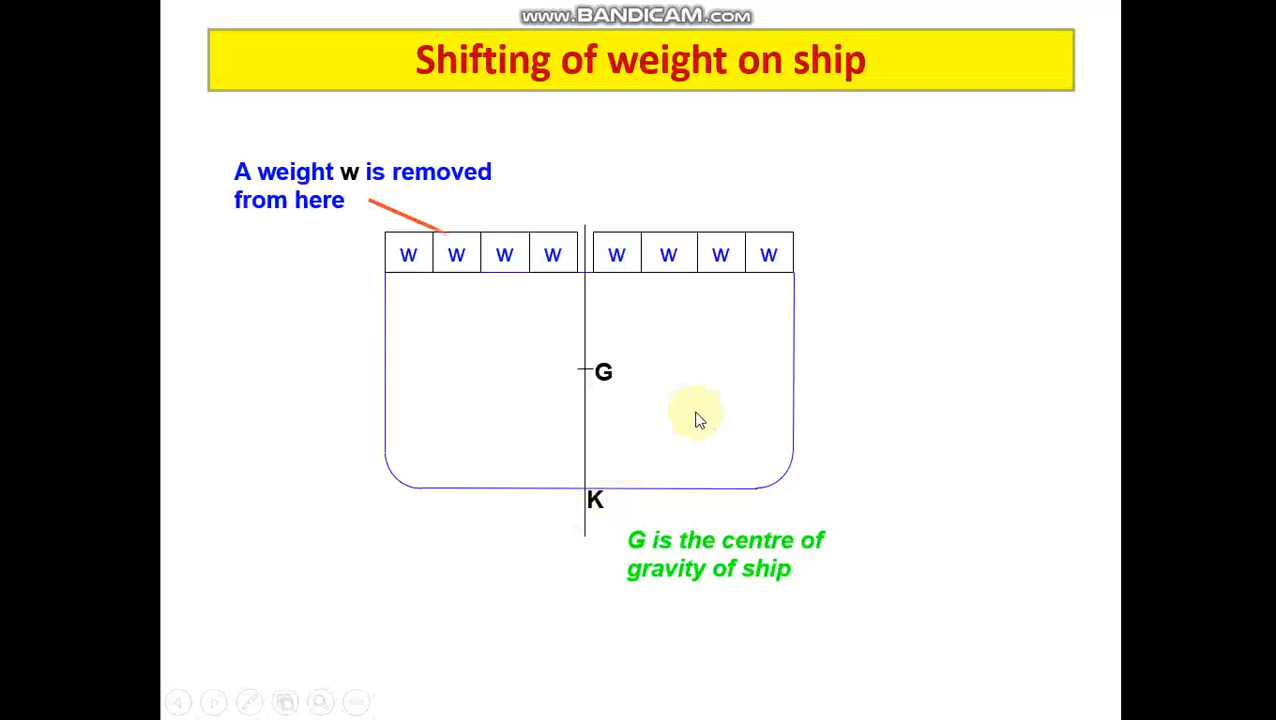 www.BANDICAM.com
Shifting of weight on ship
A weight w is removed
from here
w w w w w w w w
G
K
G is the centre of
gravity of ship